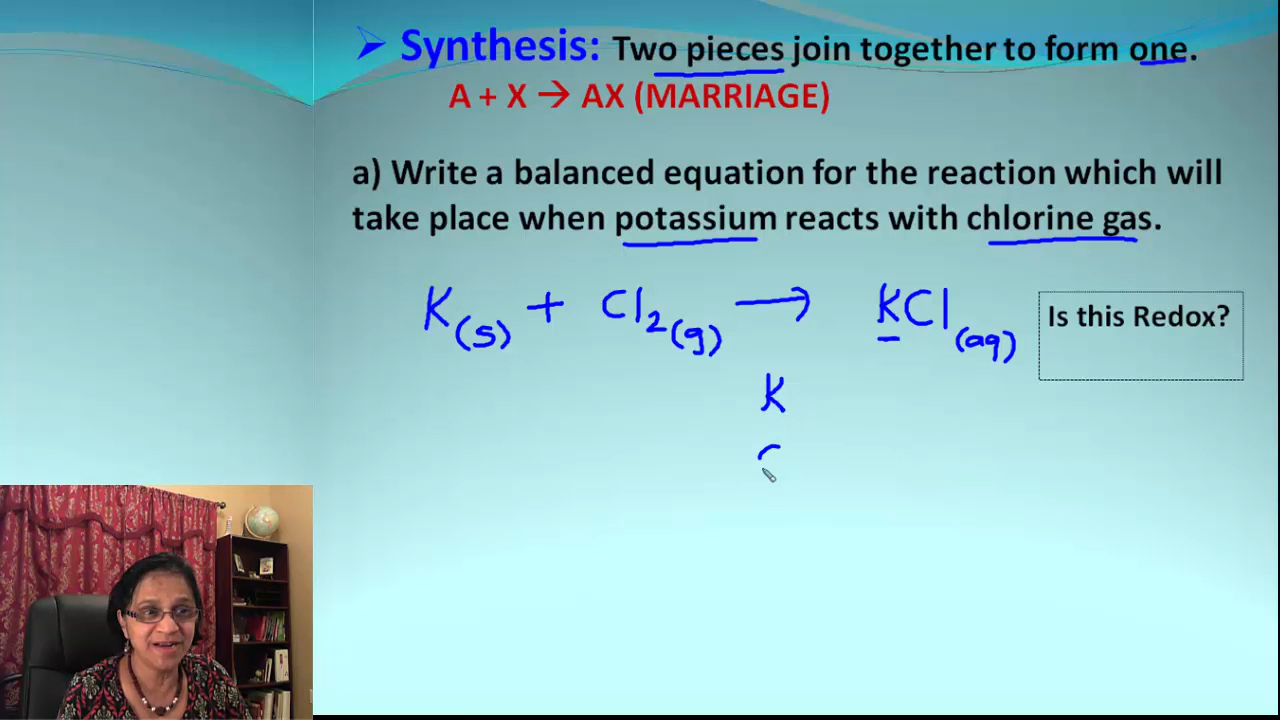 ➢ Synthesis: Two pieces join together to form one.
A + X → AX (MARRIAGE)
a) Write a balanced equation for the reaction which will
take place when potassium reacts with chlorine gas.
K(s) + Cl2(g) → KCl(aq)
Is this Redox?
K